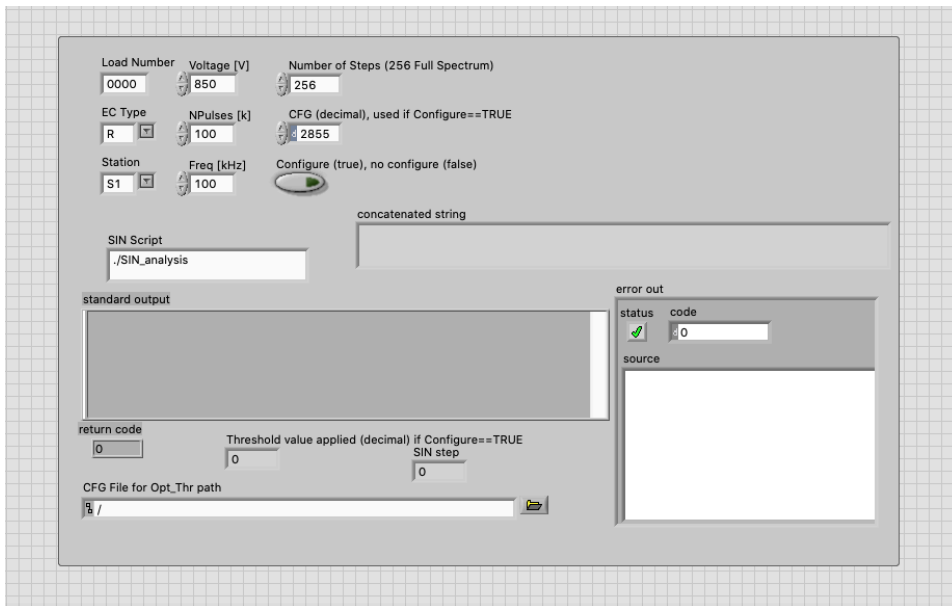 Load Number Voltage [V] Number of Steps (256 Full Spectrum)
0000 850 256
EC Type NPulses [k] CFG (decimal), used if Configure==TRUE
R 100 d 2855
Station Freq [kHz] Configure (true), no configure (false)
S1 100
concatenated string
SIN Script
./SIN_analysis
standard output
error out
status code
d 0
source
return code
0
Threshold value applied (decimal) if Configure==TRUE
0
SIN step
0
CFG File for Opt_Thr path
/